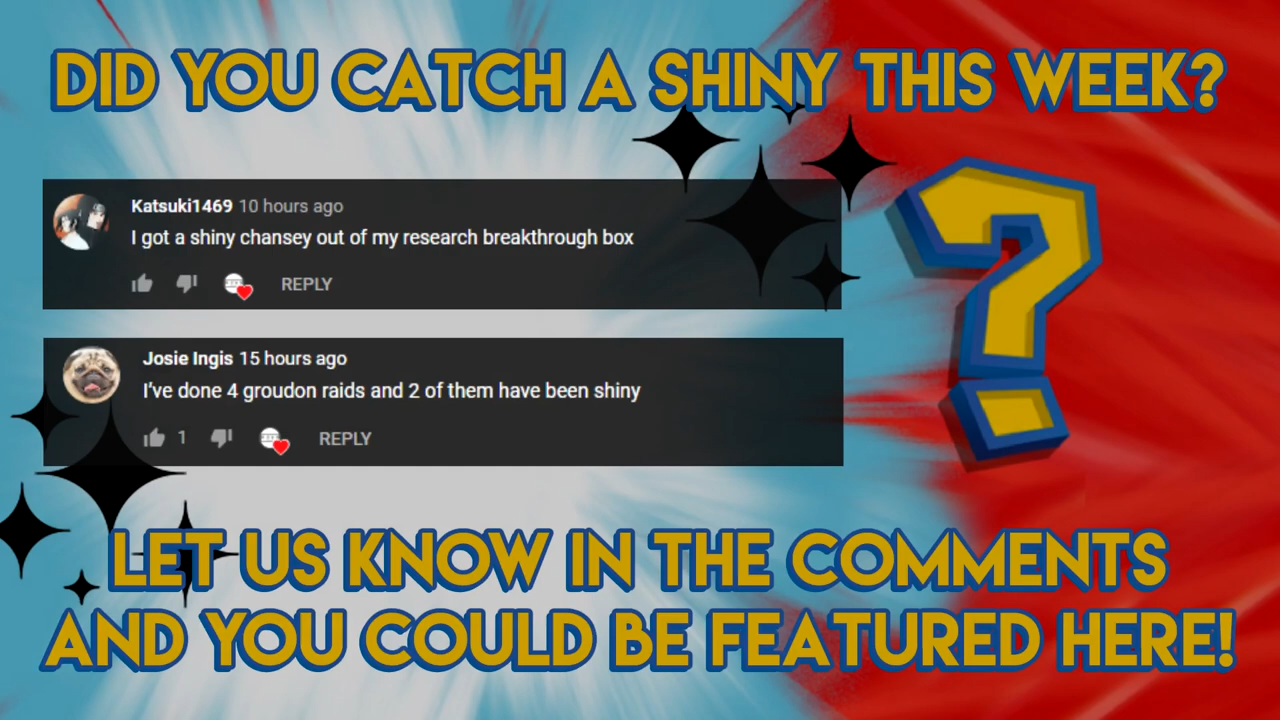 DID YOU CATCH A SHINY THIS WEEK?
Katsuki1469 10 hours ago
I got a shiny chansey out of my research breakthrough box
REPLY
?
Josie Ingis 15 hours ago
I've done 4 groudon raids and 2 of them have been shiny
1 REPLY
LET US KNOW IN THE COMMENTS
AND YOU COULD BE FEATURED HERE!